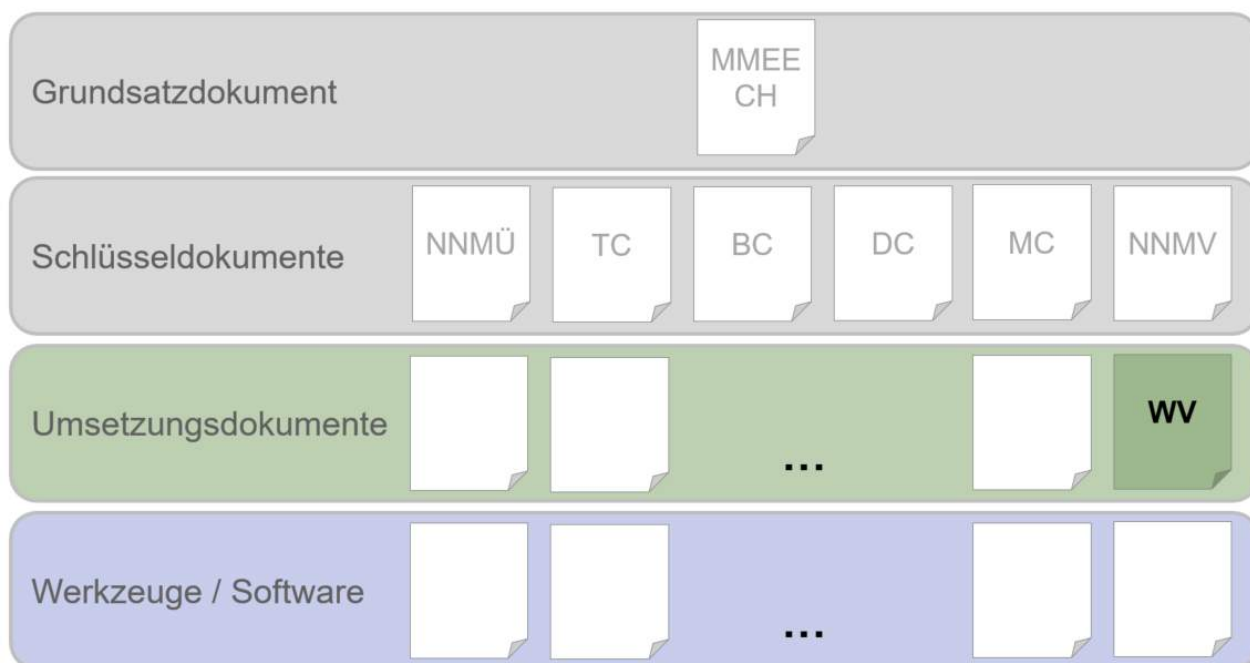 Grundsatzdokument
MMEE
CH
Schlüsseldokumente
NNMÜ
TC
BC
DC
MC
NNMV
Umsetzungsdokumente
...
WV
Werkzeuge / Software
...